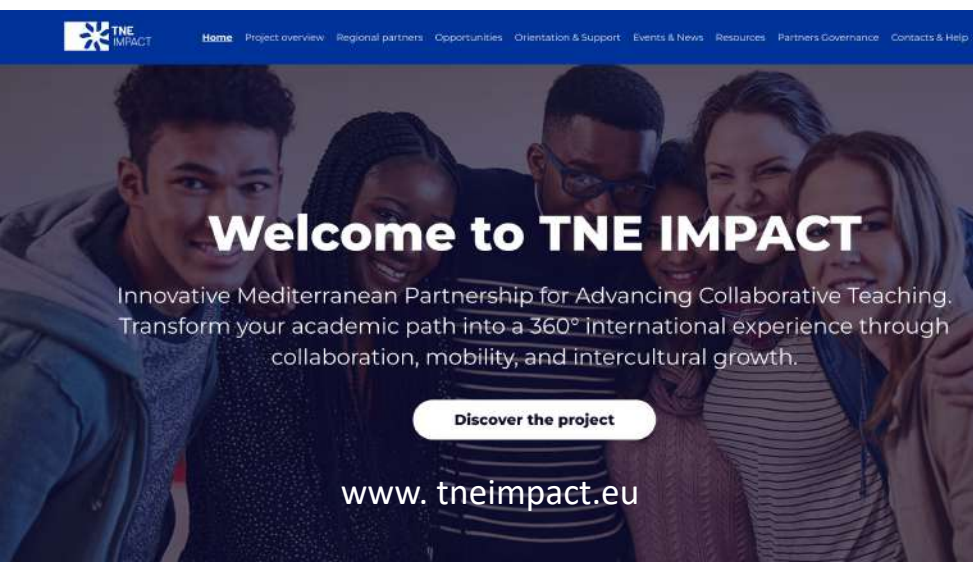 TNE
IMPACT
Home Project overview Regional partners Opportunities Orientation & Support Events & News Resources Partners Governance Contacts & Help
Welcome to TNE IMPACT
Innovative Mediterranean Partnership for Advancing Collaborative Teaching.
Transform your academic path into a 360° international experience through
collaboration, mobility, and intercultural growth.
Discover the project
www. tneimpact.eu